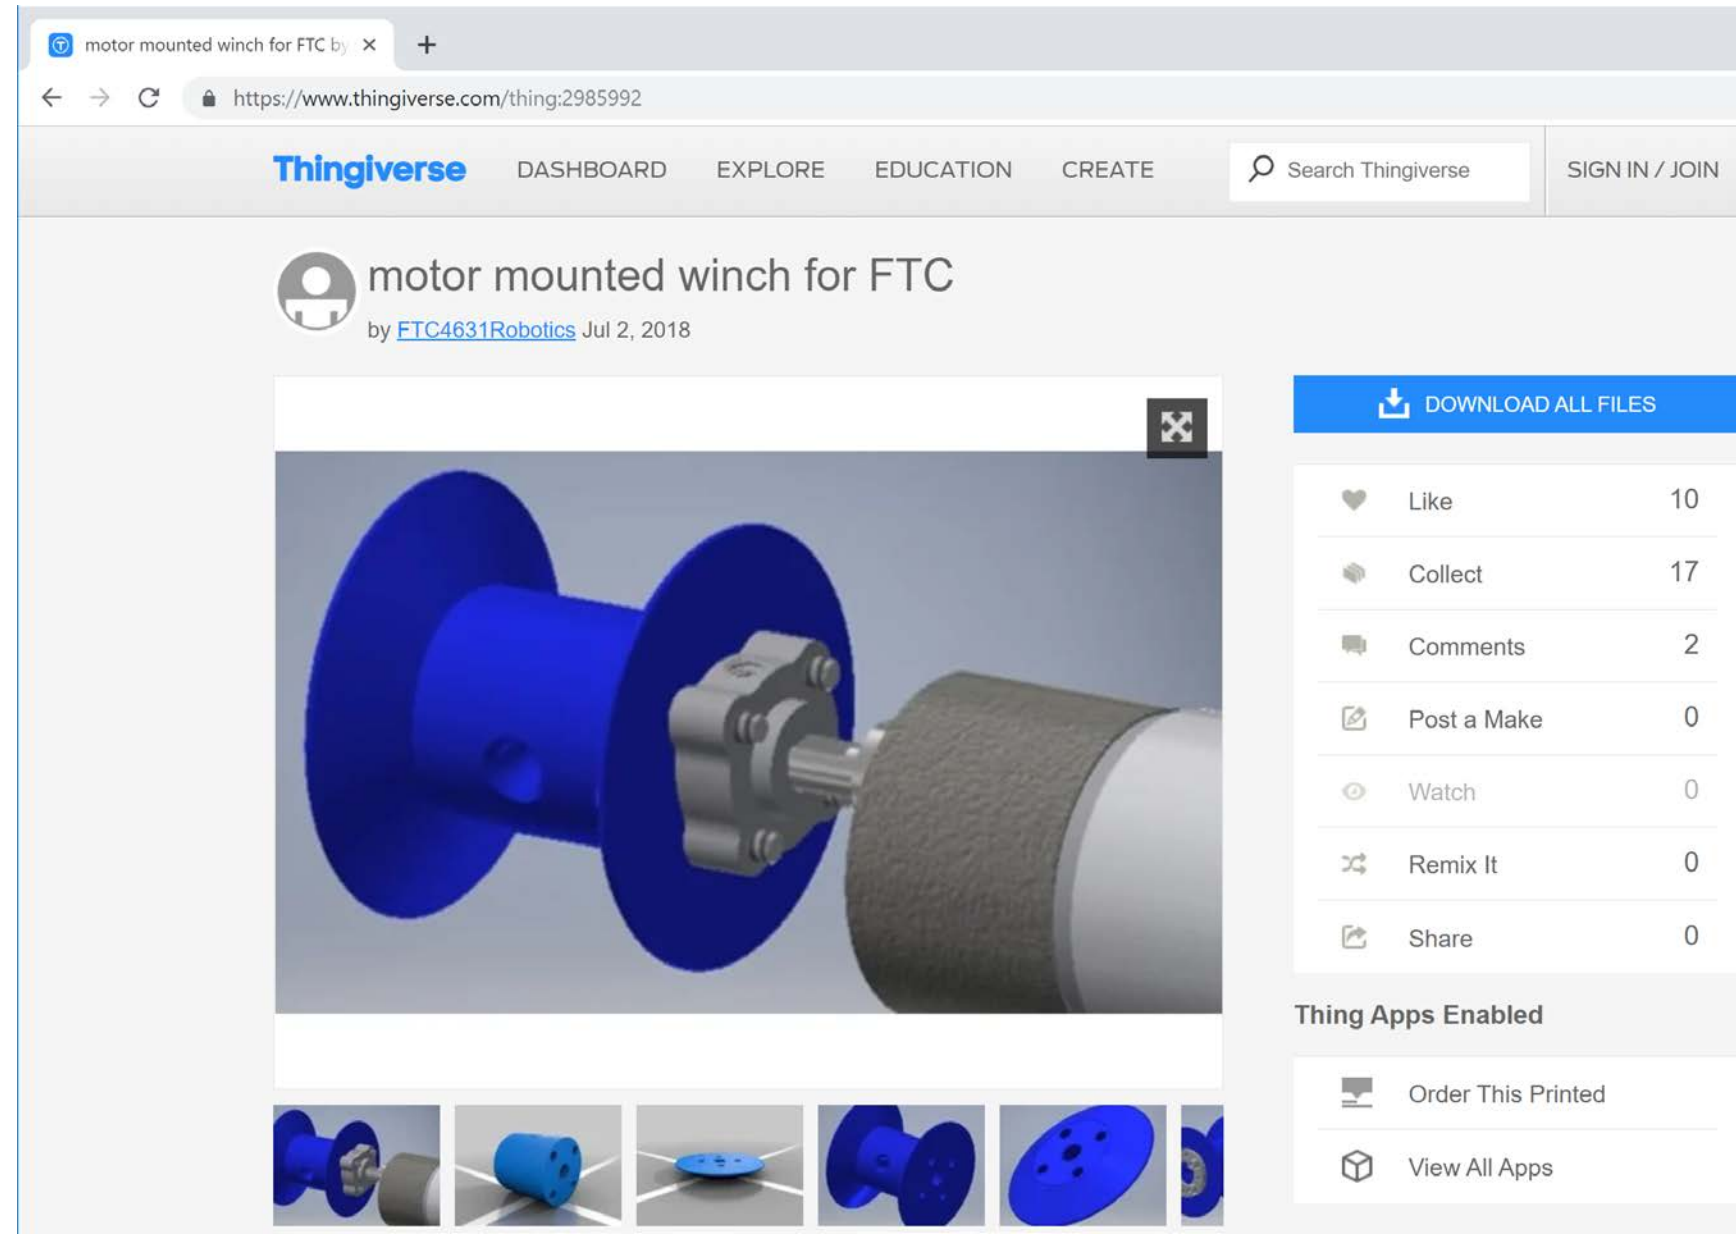 motor mounted winch for FTC by
https://www.thingiverse.com/thing:2985992
Thingiverse DASHBOARD EXPLORE EDUCATION CREATE Search Thingiverse SIGN IN / JOIN
motor mounted winch for FTC
by FTC4631Robotics Jul 2, 2018
DOWNLOAD ALL FILES
Like 10
Collect 17
Comments 2
Post a Make 0
Watch 0
Remix It 0
Share 0
Thing Apps Enabled
Order This Printed
View All Apps